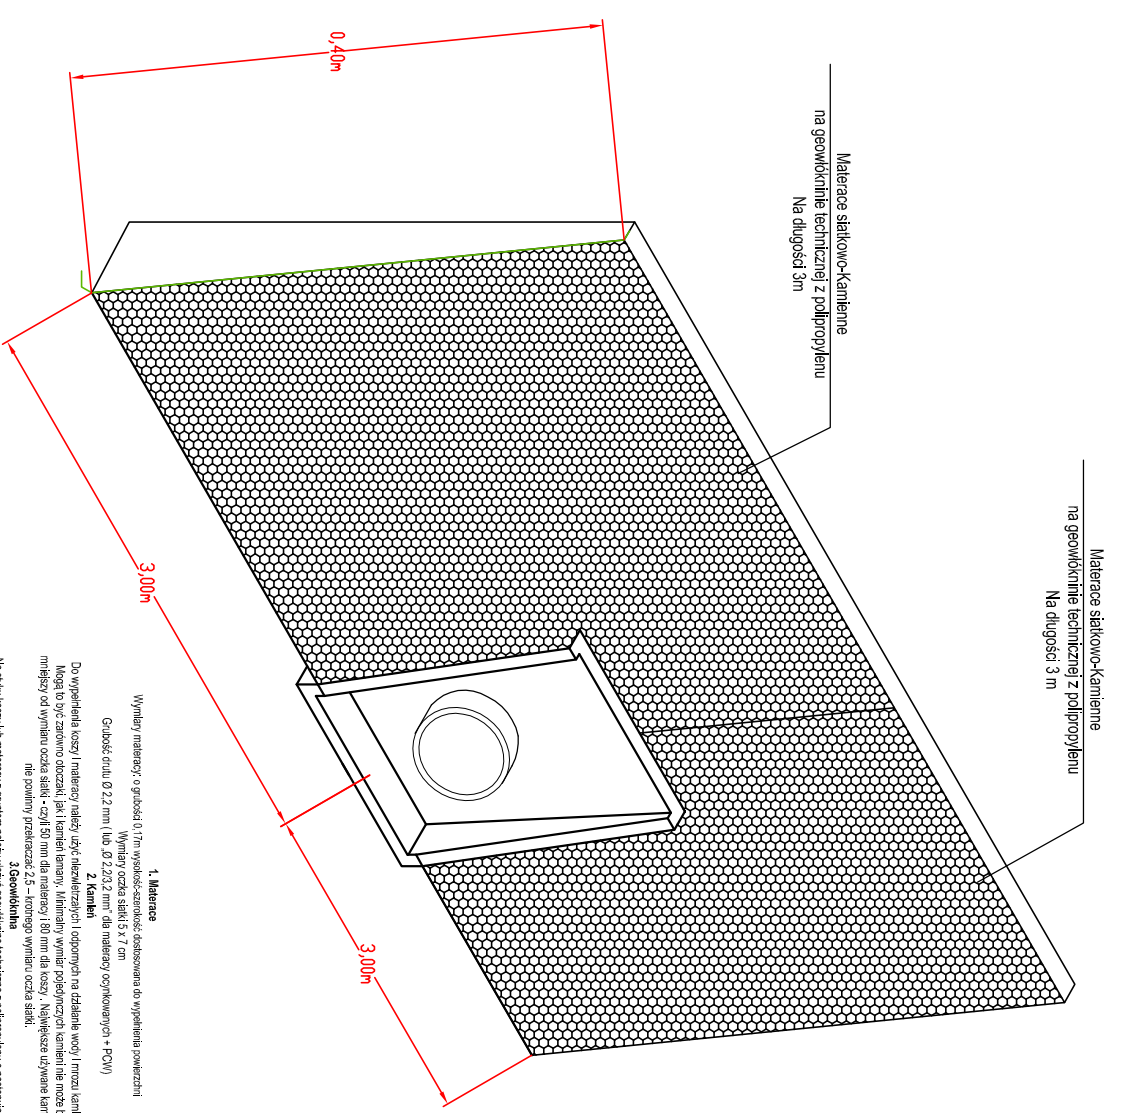 Materace siatkowo-Kamienne
na geowłókninie technicznej z polipropylenu
Na długości 3 m
Materace siatkowo-Kamienne
na geowłókninie technicznej z polipropylenu
Na długości 3m
0,40m
3,00m
3,00m
1. Materace
Wymiary materacy: o grubości 0,17m wysokość-szerokość dostosowana do wypełnienia powierzchni
Wymiary oczka siatki 5 x 7 cm
Grubość drutu Ø 2,2 mm ( lub „Ø 2,2/3,2 mm" dla materacy ocynkowanych + PCW)
2. Kamień
Do wypełnienia koszy i materacy należy użyć niezwietrzałych i odpornych na działanie wody i mrozu kami
Mogą to być zarówno otoczaki, jak i kamień łamany. Minimalny wymiar pojedynczych kamieni nie może b
mniejszy od wymiaru oczka siatki - czyli 50 mm dla materacy i 80 mm dla koszy . Największe używane kam
nie powinny przekraczać 2,5 – krotnego wymiaru oczka siatki.
3.Geowłóknina